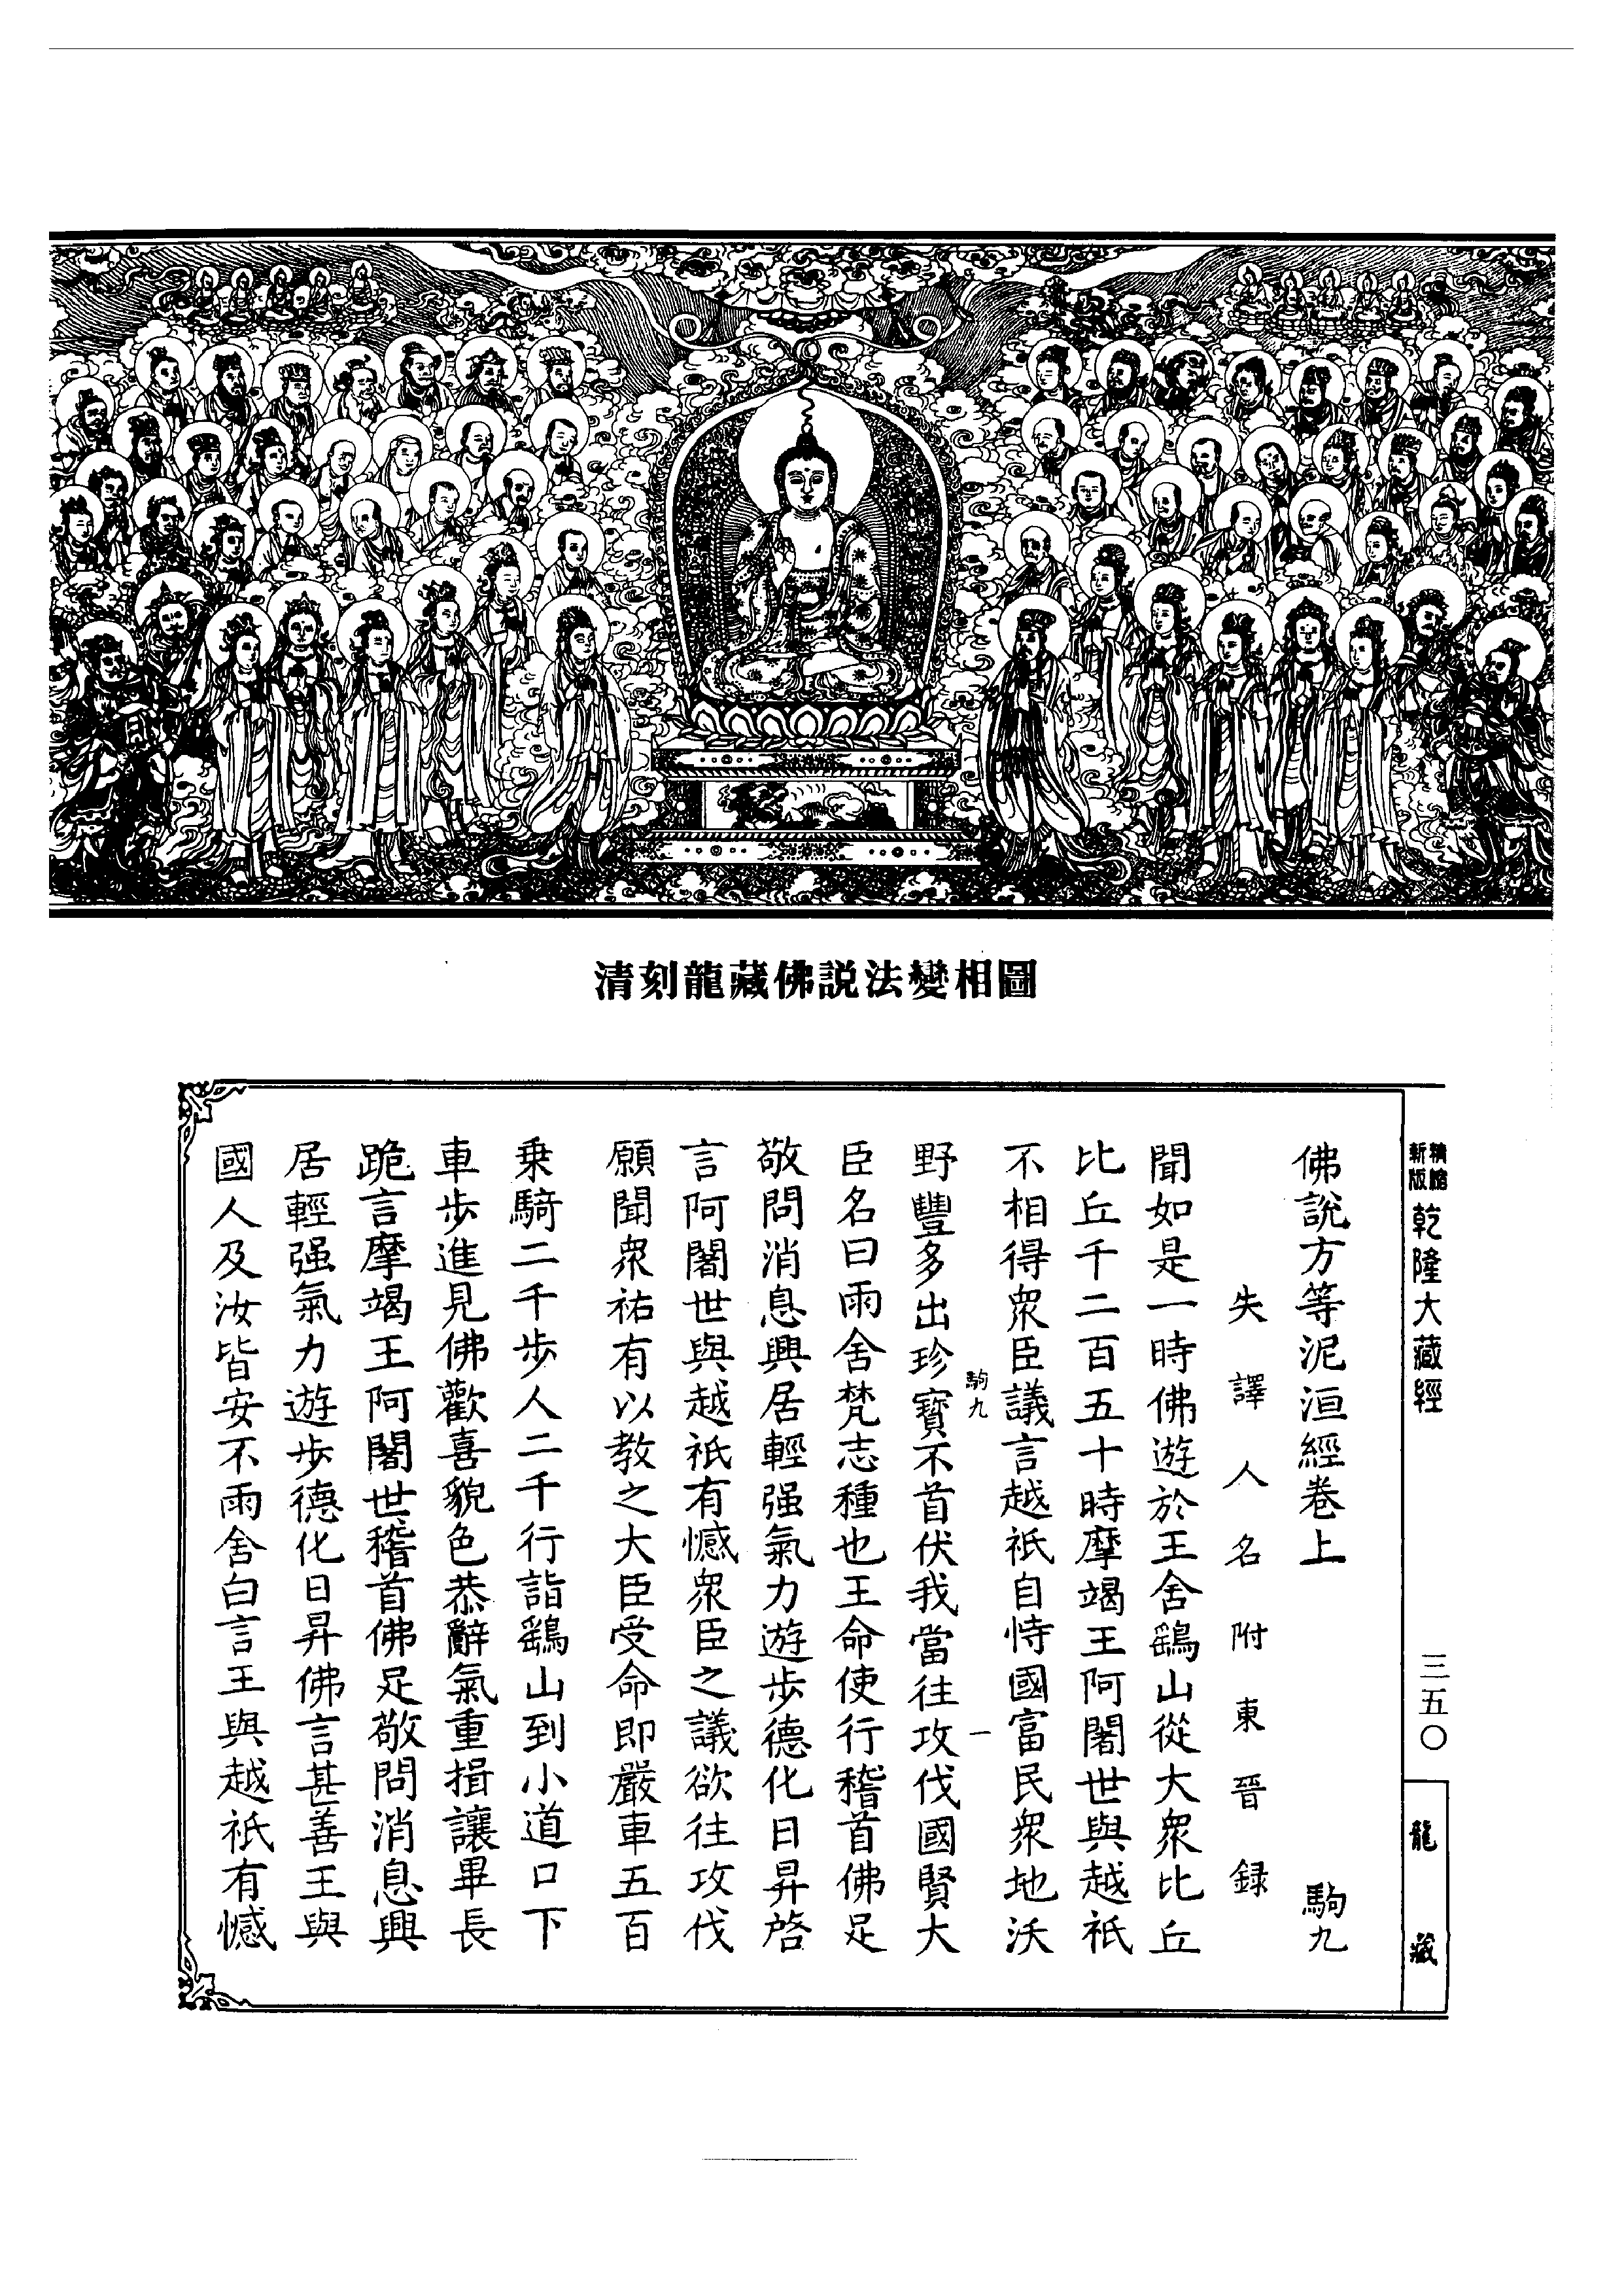 清刻龍藏佛説法變相圖
新版
精縮
乾隆大藏經
三五〇
龍藏
佛説方等泥洹經卷上 駒九
失譯人名附東晉録
聞如是一時佛遊於王舍鷂山從大衆比丘
比丘千二百五十時摩竭王阿闍世與越祇
不相得衆臣議言越祇自恃國富民衆地沃
駒九 一
野豐多出珍寶不首伏我當往攻伐國賢大
臣名曰雨舍梵志種也王命使行稽首佛足
敬問消息興居輕强氣力遊步德化日昇啓
言阿闍世與越祇有憾衆臣之議欲往攻伐
願聞衆祐有以教之大臣受命即嚴車五百
乗騎二千步人二千行詣鷂山到小道口下
車步進見佛歡喜貌色恭辭氣重揖讓畢長
跪言摩竭王阿闍世稽首佛足敬問消息興
居輕强氣力遊步德化日昇佛言甚善王與
國人及汝皆安不雨舍白言王與越祇有憾